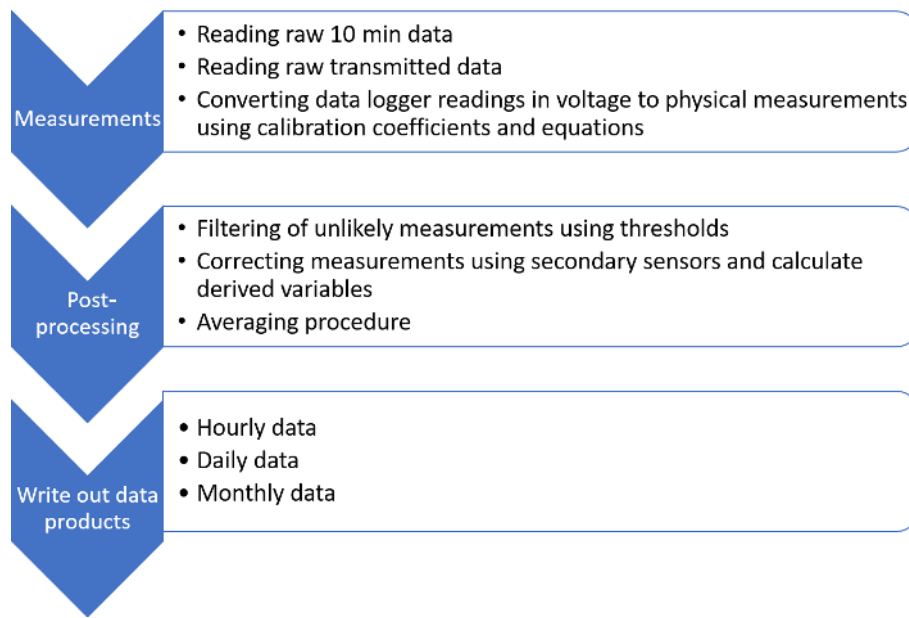 Measurements
• Reading raw 10 min data
• Reading raw transmitted data
• Converting data logger readings in voltage to physical measurements
using calibration coefficients and equations
Post-
processing
• Filtering of unlikely measurements using thresholds
• Correcting measurements using secondary sensors and calculate
derived variables
• Averaging procedure
Write out data
products
• Hourly data
• Daily data
• Monthly data